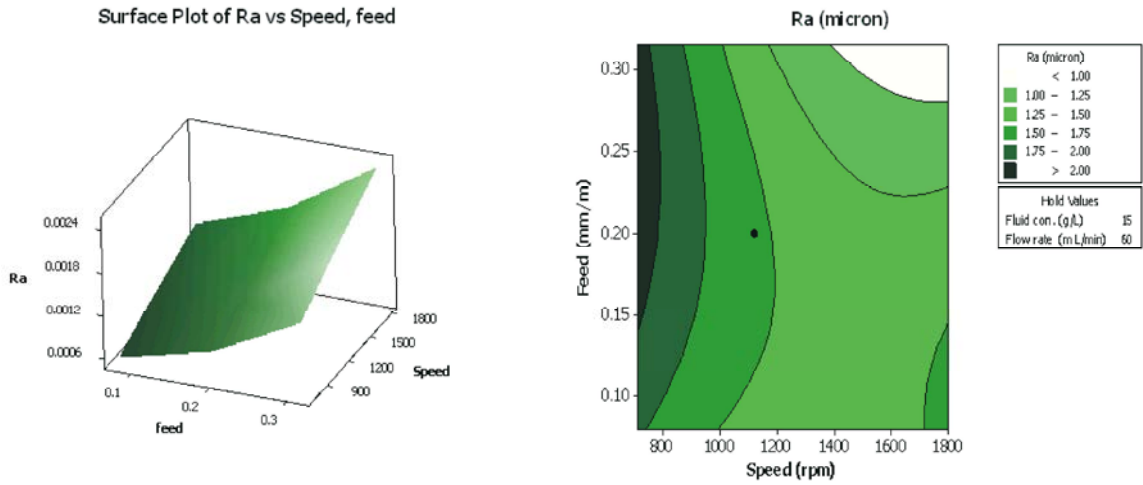 Surface Plot of Ra vs Speed, feed
0.0024
0.0018
0.0012
0.0006
Ra
0.1
0.2
0.3
feed
1800
1500
1200
900
Speed
Ra (micron)
0.30
0.25
0.20
0.15
0.10
Feed (mm/m)
800 1000 1200 1400 1600 1800
Speed (rpm)
Ra (micron)
< 1.00
1.00 – 1.25
1.25 – 1.50
1.50 – 1.75
1.75 – 2.00
> 2.00
Hold Values
Fluid con. (g/L) 15
Flow rate (mL/min) 60